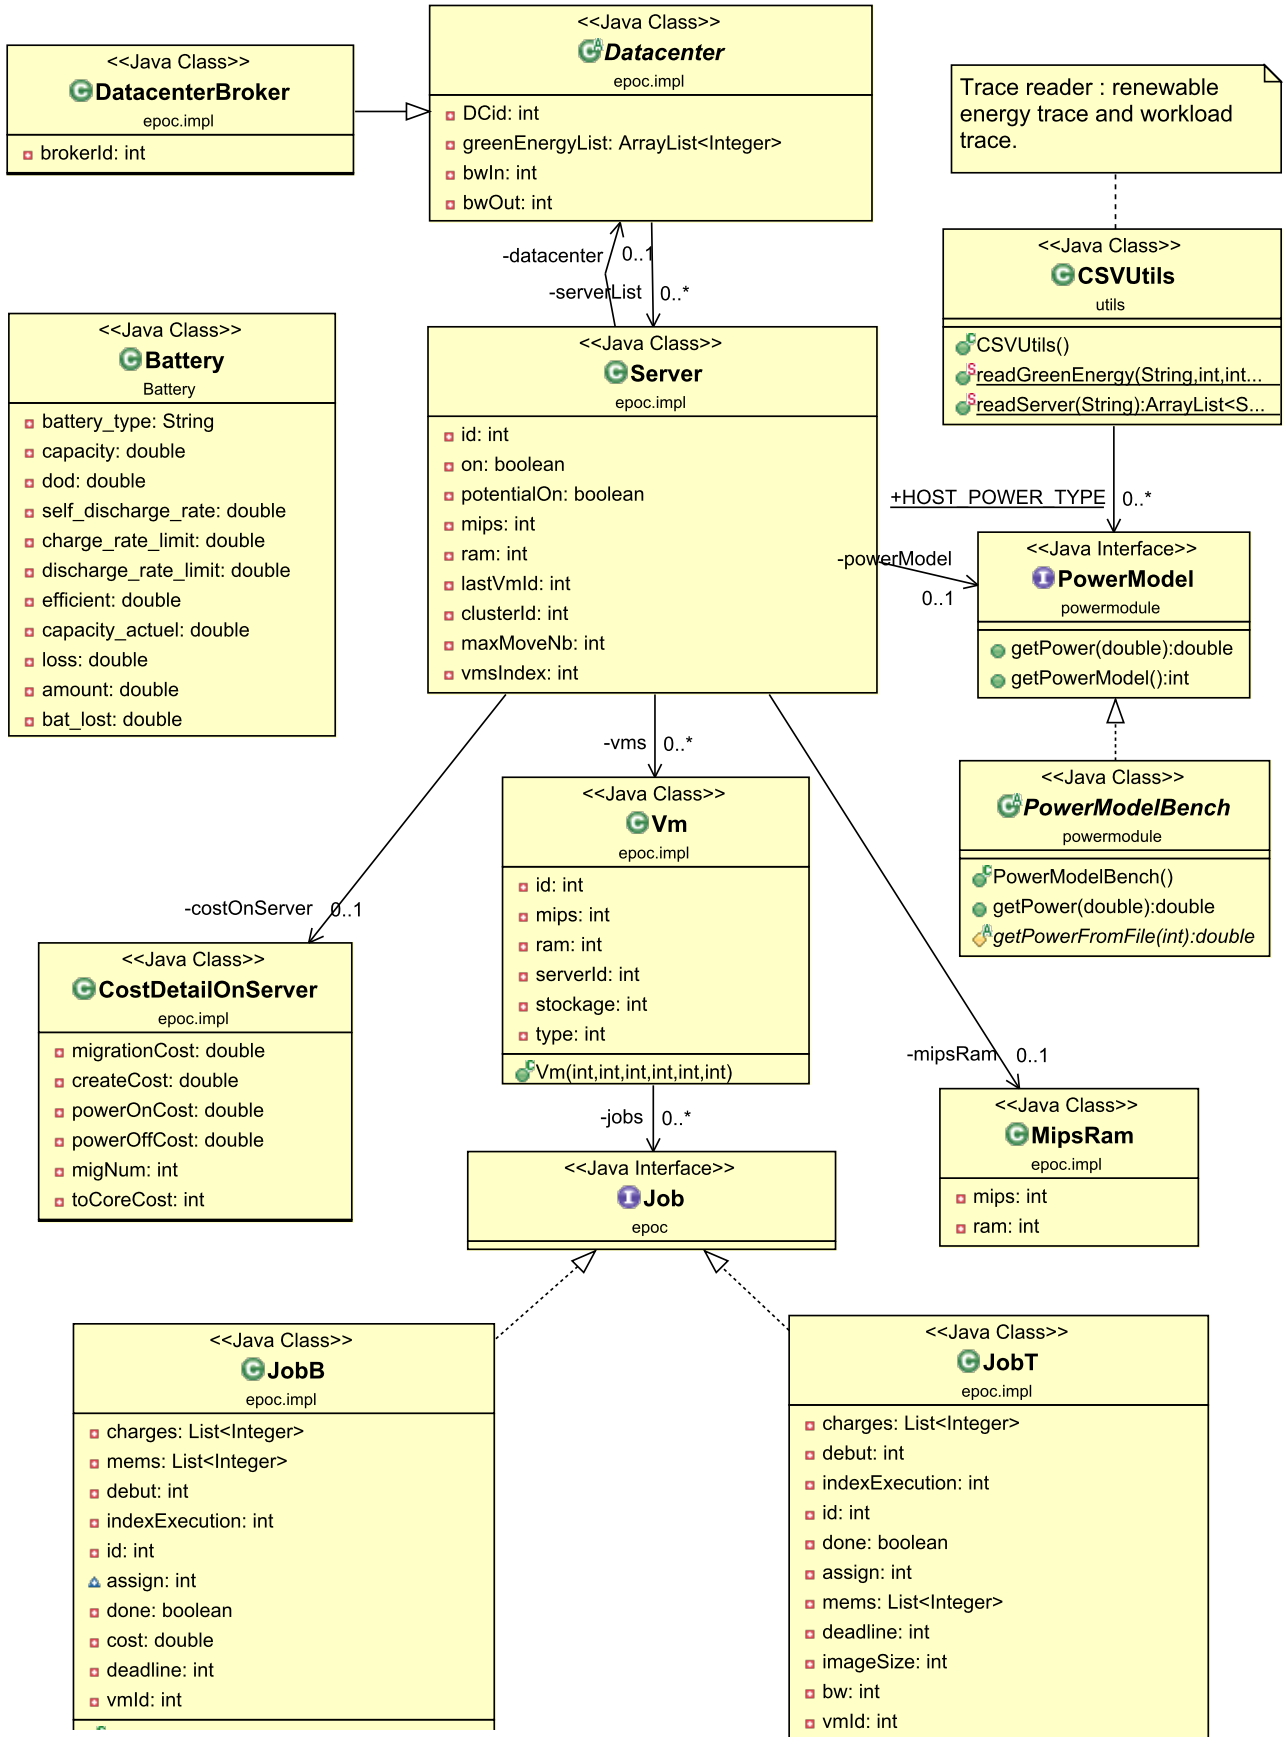 <<Java Class>>
DatacenterBroker
epoc.impl
brokerId: int
<<Java Class>>
Datacenter
epoc.impl
DCid: int
greenEnergyList: ArrayList<Integer>
bwIn: int
bwOut: int
Trace reader : renewable
energy trace and workload
trace.
-datacenter 0..1
-serverList 0..*
<<Java Class>>
CSVUtils
utils
CSVUtils()
readGreenEnergy(String,int,int...
readServer(String):ArrayList<S...
<<Java Class>>
Battery
Battery
battery_type: String
capacity: double
dod: double
self_discharge_rate: double
charge_rate_limit: double
discharge_rate_limit: double
efficient: double
capacity_actuel: double
loss: double
amount: double
bat_lost: double
<<Java Class>>
Server
epoc.impl
id: int
on: boolean
potentialOn: boolean
mips: int
ram: int
lastVmId: int
clusterId: int
maxMoveNb: int
vmsIndex: int
+HOST_POWER_TYPE 0..*
-powerModel
0..1
<<Java Interface>>
PowerModel
powermodule
getPower(double):double
getPowerModel():int
<<Java Class>>
PowerModelBench
powermodule
PowerModelBench()
getPower(double):double
getPowerFromFile(int):double
-vms 0..*
<<Java Class>>
Vm
epoc.impl
id: int
mips: int
ram: int
serverId: int
stockage: int
type: int
Vm(int,int,int,int,int,int)
-costOnServer 0..1
<<Java Class>>
CostDetailOnServer
epoc.impl
migrationCost: double
createCost: double
powerOnCost: double
powerOffCost: double
migNum: int
toCoreCost: int
-mipsRam 0..1
<<Java Class>>
MipsRam
epoc.impl
mips: int
ram: int
-jobs 0..*
<<Java Interface>>
Job
epoc
<<Java Class>>
JobB
epoc.impl
charges: List<Integer>
mems: List<Integer>
debut: int
indexExecution: int
id: int
assign: int
done: boolean
cost: double
deadline: int
vmId: int
<<Java Class>>
JobT
epoc.impl
charges: List<Integer>
debut: int
indexExecution: int
id: int
done: boolean
assign: int
mems: List<Integer>
deadline: int
imageSize: int
bw: int
vmId: int